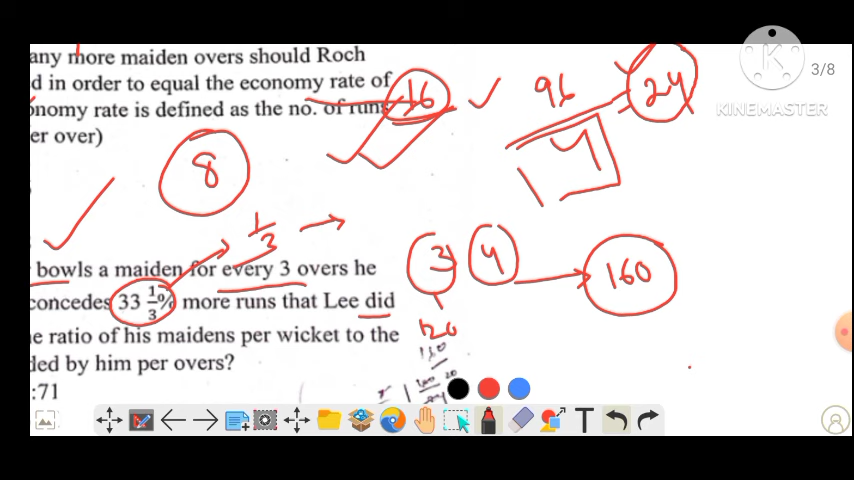 any more maiden overs should Roch
3/8
K
KINEMASTER
d in order to equal the economy rate of
16
96
24
onomy rate is defined as the no. of runs
er over)
4
8
1/3
bowls a maiden for every 3 overs he
3 4 160
concedes 33 1/3% more runs that Lee did
120
e ratio of his maidens per wicket to the
ded by him per overs?
:71
T